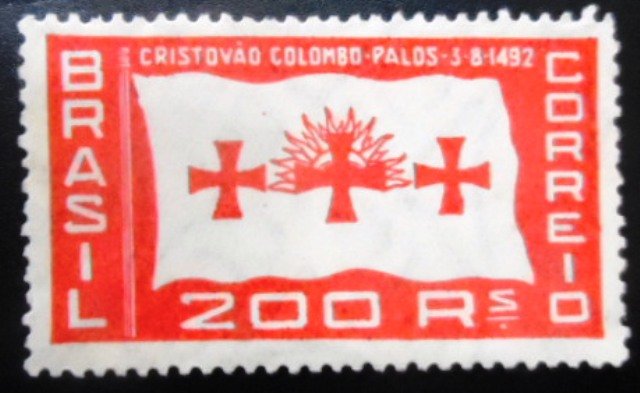 CRISTOVÃO COLOMBO-PALOS-3-8-1492
BRASIL
CORREIO
200 RS.